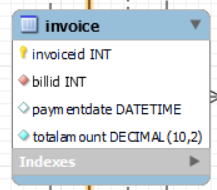 invoice
invoiceid INT
billid INT
paymentdate DATETIME
totalamount DECIMAL(10,2)
Indexes